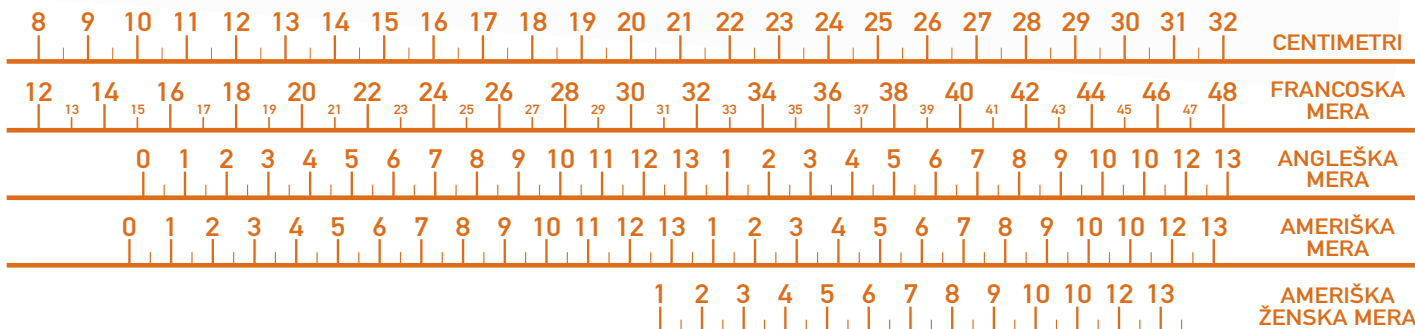 8 9 10 11 12 13 14 15 16 17 18 19 20 21 22 23 24 25 26 27 28 29 30 31 32
CENTIMETRI
12 13 14 15 16 17 18 19 20 21 22 23 24 25 26 27 28 29 30 31 32 33 34 35 36 37 38 39 40 41 42 43 44 45 46 47 48
FRANCOSKA
MERA
0 1 2 3 4 5 6 7 8 9 10 11 12 13 1 2 3 4 5 6 7 8 9 10 10 12 13
ANGLEŠKA
MERA
0 1 2 3 4 5 6 7 8 9 10 11 12 13 1 2 3 4 5 6 7 8 9 10 10 12 13
AMERIŠKA
MERA
1 2 3 4 5 6 7 8 9 10 10 12 13
AMERIŠKA
ŽENSKA MERA